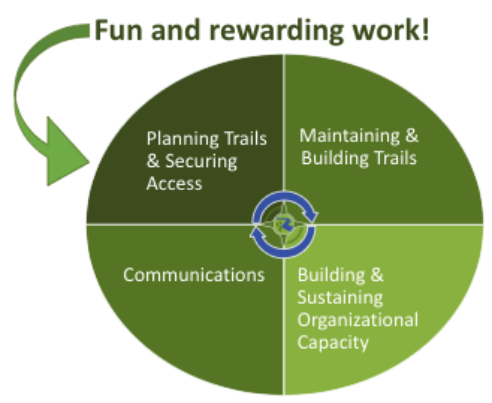 Fun and rewarding work!
Planning Trails
& Securing
Access
Maintaining &
Building Trails
Communications
Building &
Sustaining
Organizational
Capacity